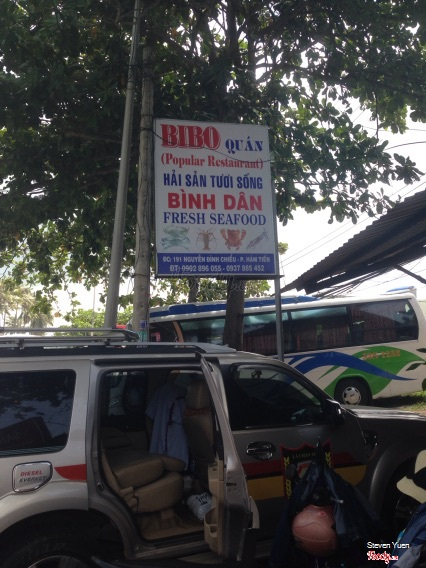 BIBO QUÁN
(Popular Restaurant)
HẢI SẢN TƯƠI SỐNG
BÌNH DÂN
FRESH SEAFOOD
ĐC: 191 NGUYỄN ĐÌNH CHIỂU - P. HÀM TIẾN
ĐT: 0902 896 055 - 0937 985 452
DIESEL
EVEREST
Steven Yuen
Foody.vn